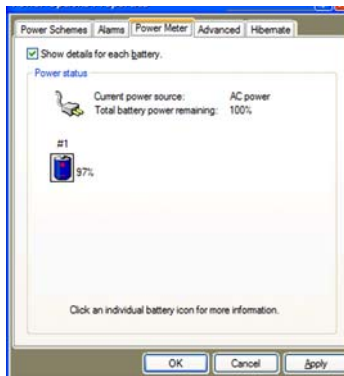 Power Schemes Alarms Power Meter Advanced Hibernate
Show details for each battery.
Power status
Current power source: AC power
Total battery power remaining: 100%
#1
97%
Click an individual battery icon for more information.
OK Cancel Apply